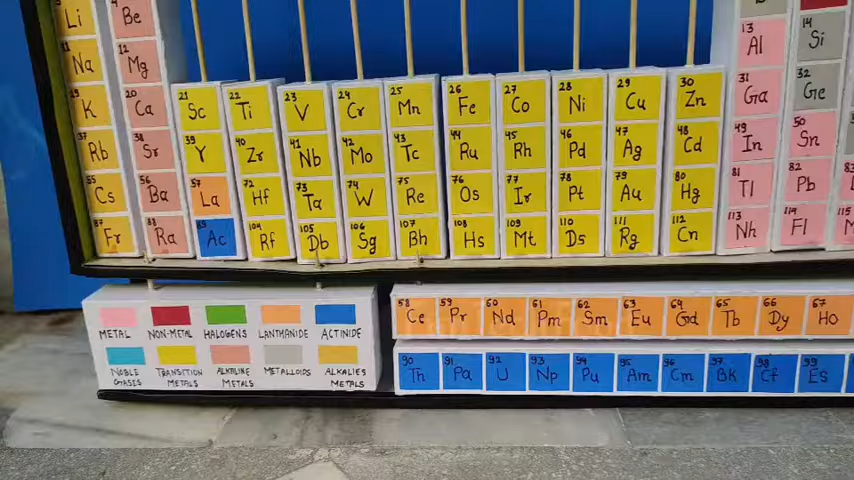 3 Li 4 Be
11 Na 12 Mg 13 Al 14 Si
19 K 20 Ca 21 Sc 22 Ti 23 V 24 Cr 25 Mn 26 Fe 27 Co 28 Ni 29 Cu 30 Zn 31 Ga 32 Ge
37 Rb 38 Sr 39 Y 40 Zr 41 Nb 42 Mo 43 Tc 44 Ru 45 Rh 46 Pd 47 Ag 48 Cd 49 In 50 Sn
55 Cs 56 Ba 57 La 72 Hf 73 Ta 74 W 75 Re 76 Os 77 Ir 78 Pt 79 Au 80 Hg 81 Tl 82 Pb
87 Fr 88 Ra 89 Ac 104 Rf 105 Db 106 Sg 107 Bh 108 Hs 109 Mt 110 Ds 111 Rg 112 Cn 113 Nh 114 Fl 115 M
METAL NON-METAL HALOGENS LANTHANIDE ACTINIDE
NOBLE GASES TRANSITION METALS ALKALINE METALS METALLOIDS ALKALIES METALS
58 Ce 59 Pr 60 Nd 61 Pm 62 Sm 63 Eu 64 Gd 65 Tb 66 Dy 67 Ho
90 Th 91 Pa 92 U 93 Np 94 Pu 95 Am 96 Cm 97 BK 98 Cf 99 Es